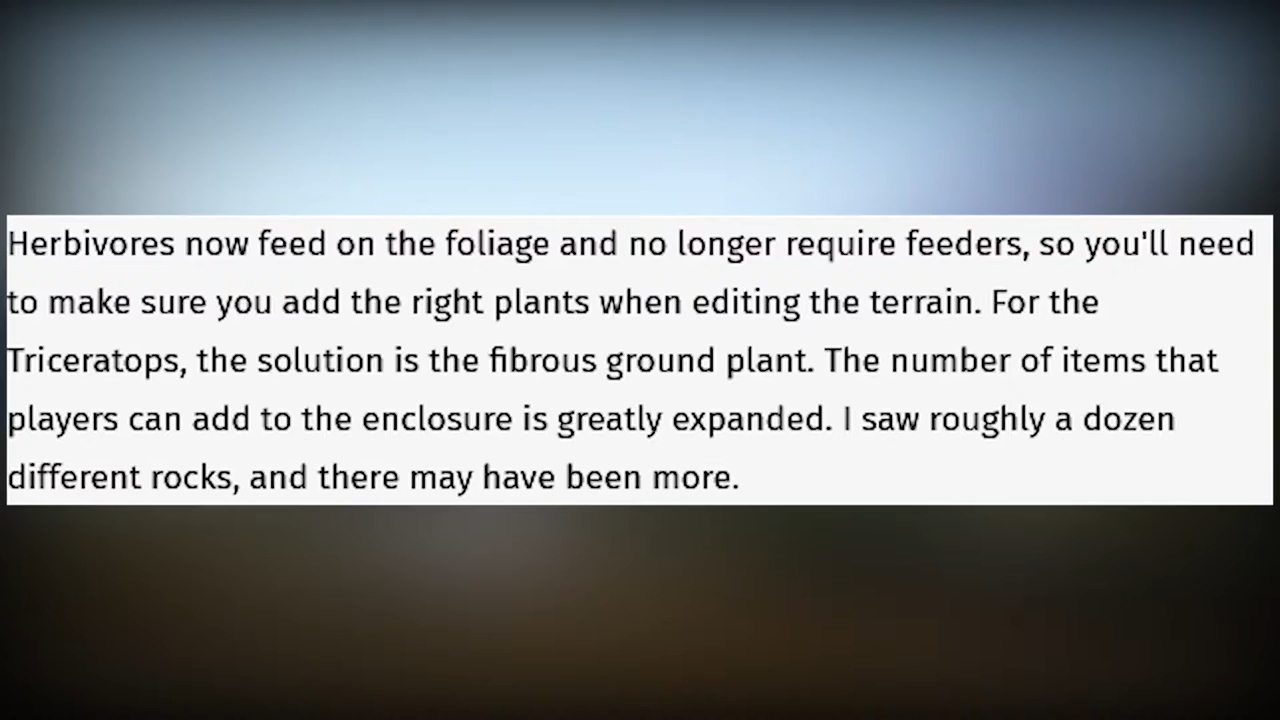 Herbivores now feed on the foliage and no longer require feeders, so you'll need
to make sure you add the right plants when editing the terrain. For the
Triceratops, the solution is the fibrous ground plant. The number of items that
players can add to the enclosure is greatly expanded. I saw roughly a dozen
different rocks, and there may have been more.